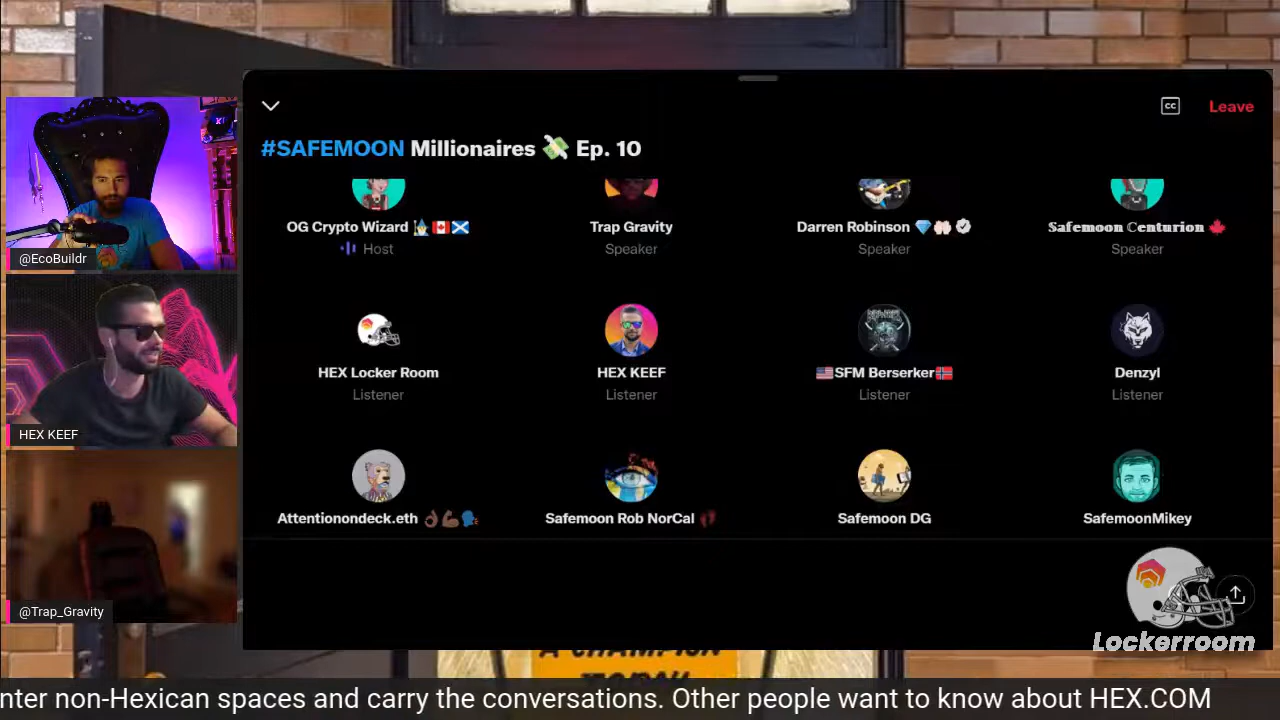 cc
Leave
#SAFEMOON Millionaires 💸 Ep. 10
OG Crypto Wizard 🧙‍♂️🇨🇦🏴󠁧󠁢󠁳󠁣󠁴󠁿
Host
Trap Gravity
Speaker
Darren Robinson 💎
Speaker
𝕾afemoon ℂenturion 🍁
Speaker
@EcoBuildr
HEX Locker Room
Listener
HEX KEEF
Listener
🇺🇸SFM Berserker🇳🇴
Listener
Denzyl
Listener
HEX KEEF
Attentionondeck.eth 👌🏾💪🏾🗣
Safemoon Rob NorCal 👣
Safemoon DG
SafemoonMikey
@Trap_Gravity
Lockerroom
A CHAMPION
TODAY
nter non-Hexican spaces and carry the conversations. Other people want to know about HEX.COM